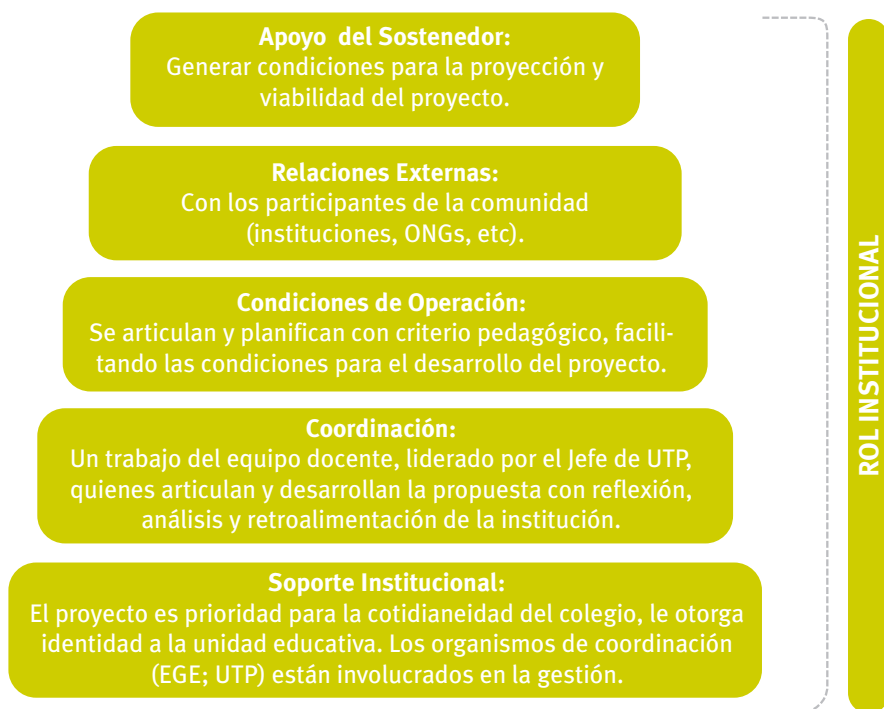 Apoyo del Sostenedor:
Generar condiciones para la proyección y
viabilidad del proyecto.
Relaciones Externas:
Con los participantes de la comunidad
(instituciones, ONGs, etc).
Condiciones de Operación:
Se articulan y planifican con criterio pedagógico, facili-
tando las condiciones para el desarrollo del proyecto.
Coordinación:
Un trabajo del equipo docente, liderado por el Jefe de UTP,
quienes articulan y desarrollan la propuesta con reflexión,
análisis y retroalimentación de la institución.
Soporte Institucional:
El proyecto es prioridad para la cotidianeidad del colegio, le otorga
identidad a la unidad educativa. Los organismos de coordinación
(EGE; UTP) están involucrados en la gestión.
ROL INSTITUCIONAL